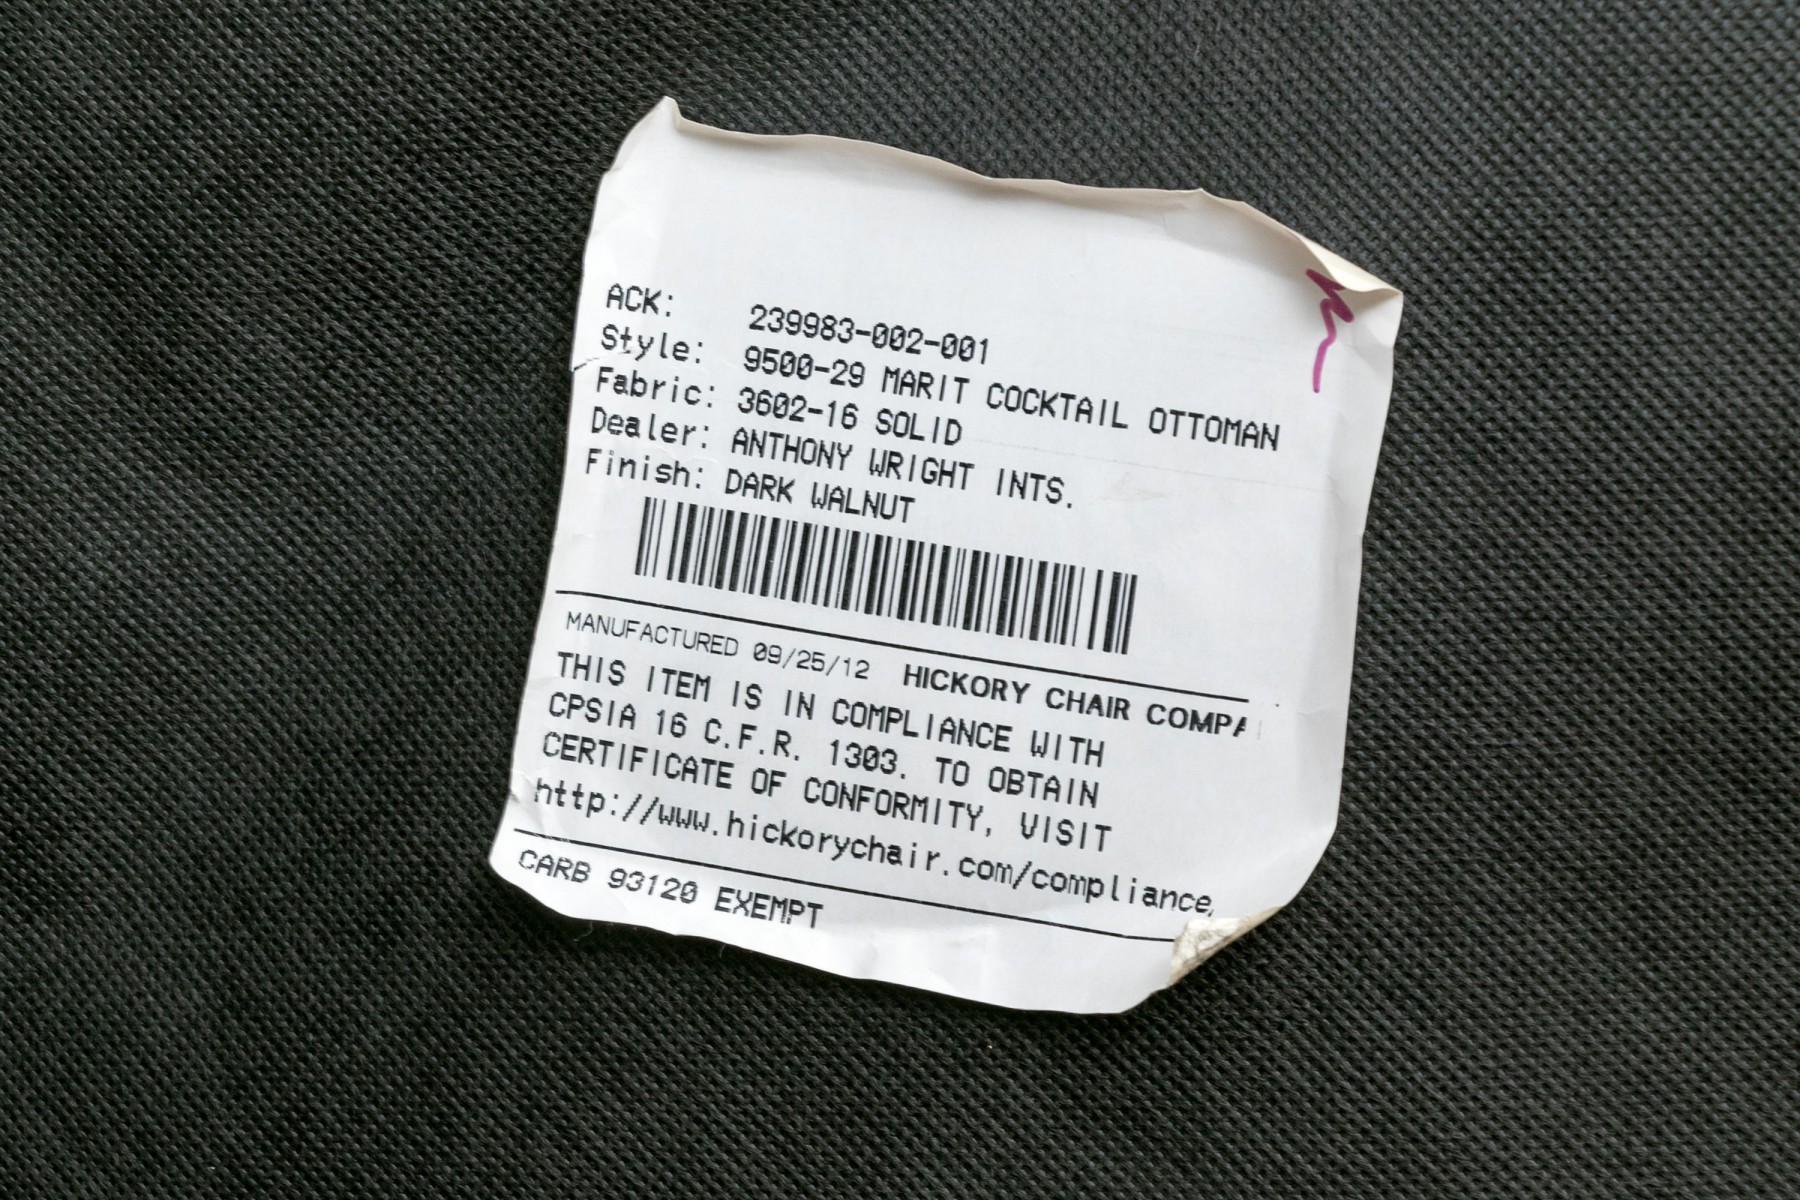 ACK: 239983-002-001
Style: 9500-29 MARIT COCKTAIL OTTOMAN
Fabric: 3602-16 SOLID
Dealer: ANTHONY WRIGHT INTS.
Finish: DARK WALNUT
MANUFACTURED 09/25/12 HICKORY CHAIR COMPA
THIS ITEM IS IN COMPLIANCE WITH
CPSIA 16 C.F.R. 1303. TO OBTAIN
CERTIFICATE OF CONFORMITY, VISIT
http://www.hickorychair.com/compliance
CARB 93120 EXEMPT